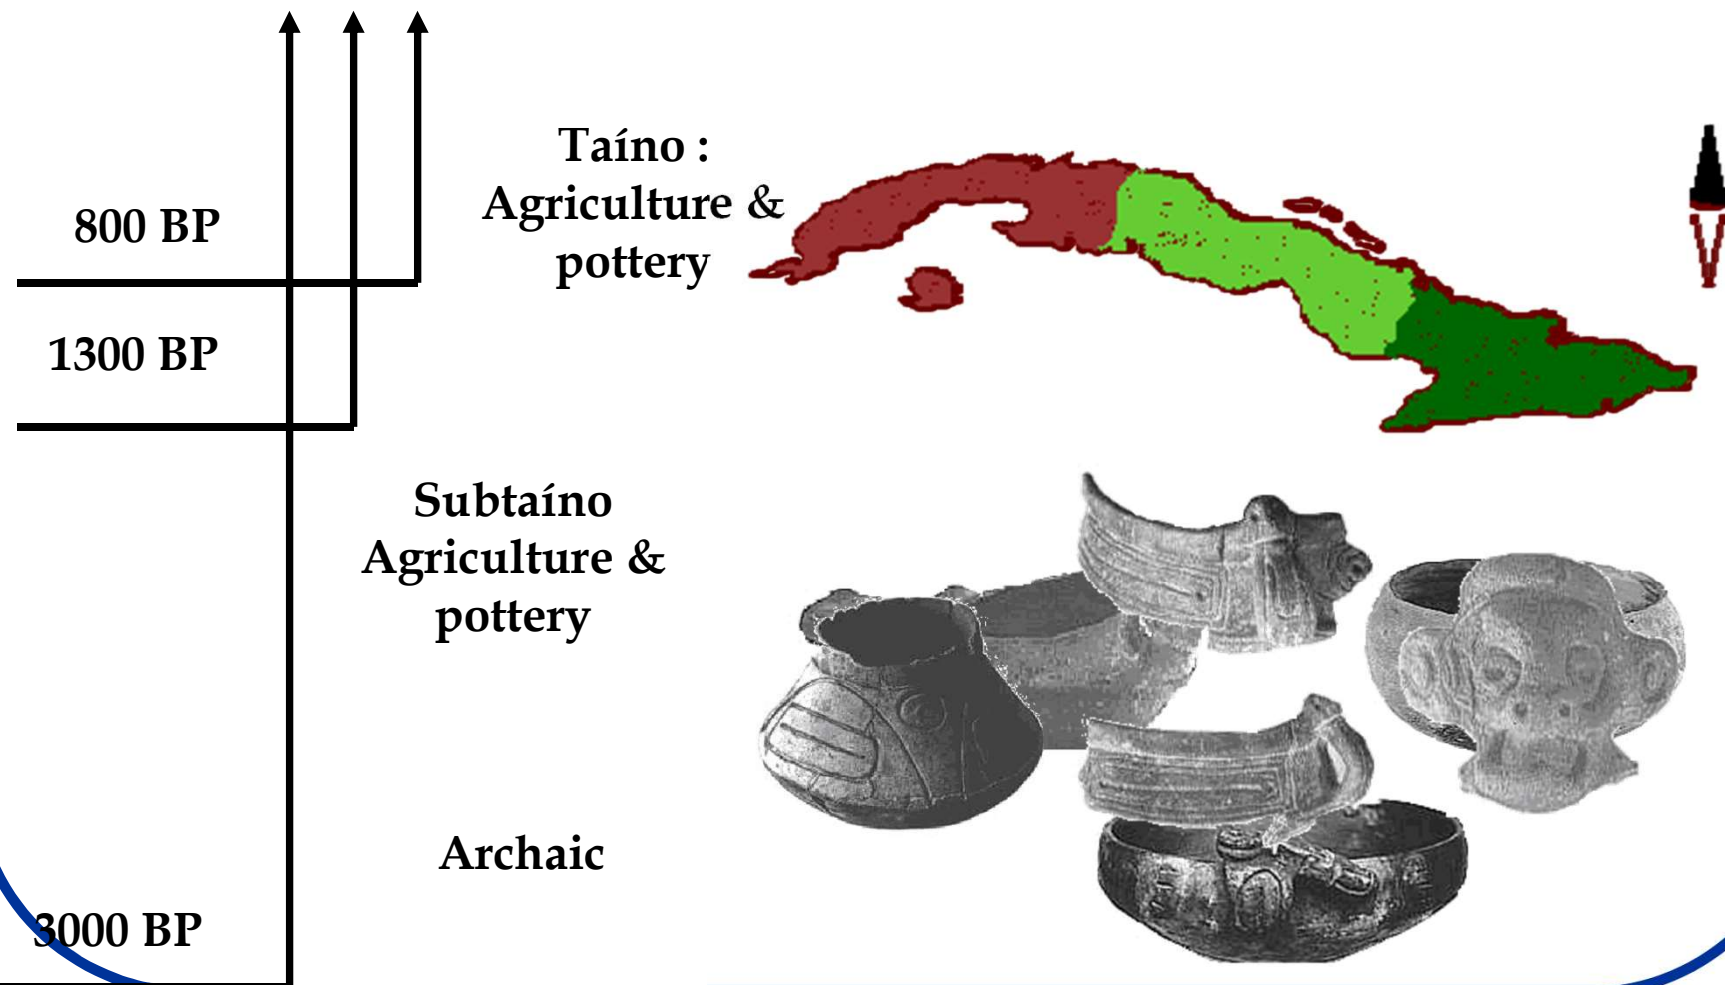 800 BP
1300 BP
3000 BP
Taíno :
Agriculture &
pottery
Subtaíno
Agriculture &
pottery
Archaic